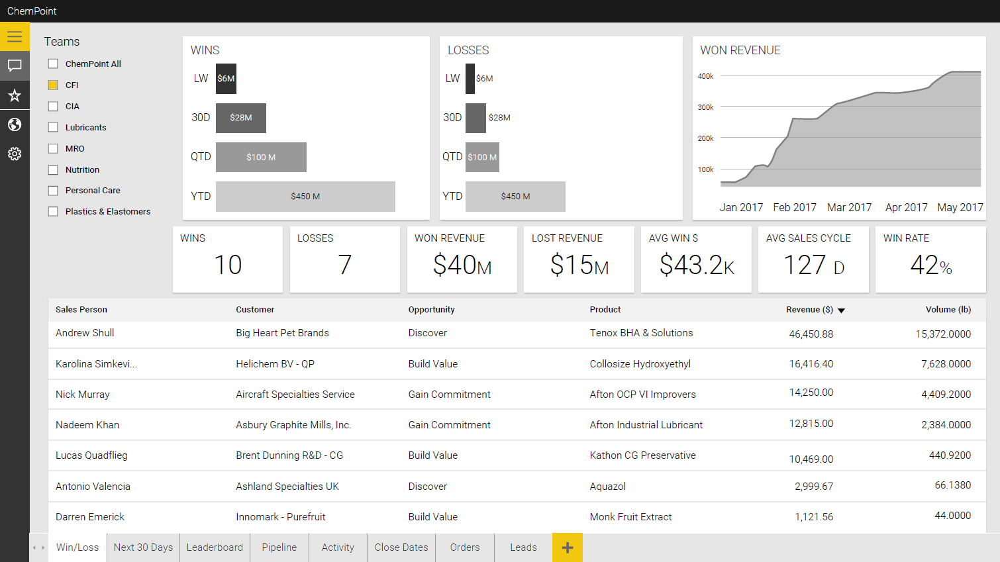 ChemPoint
Teams
ChemPoint All
CFI
CIA
Lubricants
MRO
Nutrition
Personal Care
Plastics & Elastomers
WINS
LW $6M
30D $28M
QTD $100 M
YTD $450 M
LOSSES
LW $6M
30D $28M
QTD $100 M
YTD $450 M
WON REVENUE
400k
300k
200k
100k
Jan 2017 Feb 2017 Mar 2017 Apr 2017 May 2017
WINS
10
LOSSES
7
WON REVENUE
$40M
LOST REVENUE
$15M
AVG WIN $
$43.2K
AVG SALES CYCLE
127 D
WIN RATE
42%
Sales Person Customer Opportunity Product Revenue ($) Volume (lb)
Andrew Shull Big Heart Pet Brands Discover Tenox BHA & Solutions 46,450.88 15,372.0000
Karolina Simkevi... Helichem BV - QP Build Value Collosize Hydroxyethyl 16,416.40 7,628.0000
Nick Murray Aircraft Specialties Service Gain Commitment Afton OCP VI Improvers 14,250.00 4,409.2000
Nadeem Khan Asbury Graphite Mills, Inc. Gain Commitment Afton Industrial Lubricant 12,815.00 2,384.0000
Lucas Quadflieg Brent Dunning R&D - CG Build Value Kathon CG Preservative 10,469.00 440.9200
Antonio Valencia Ashland Specialties UK Discover Aquazol 2,999.67 66.1380
Darren Emerick Innomark - Purefruit Build Value Monk Fruit Extract 1,121.56 44.0000
Win/Loss Next 30 Days Leaderboard Pipeline Activity Close Dates Orders Leads